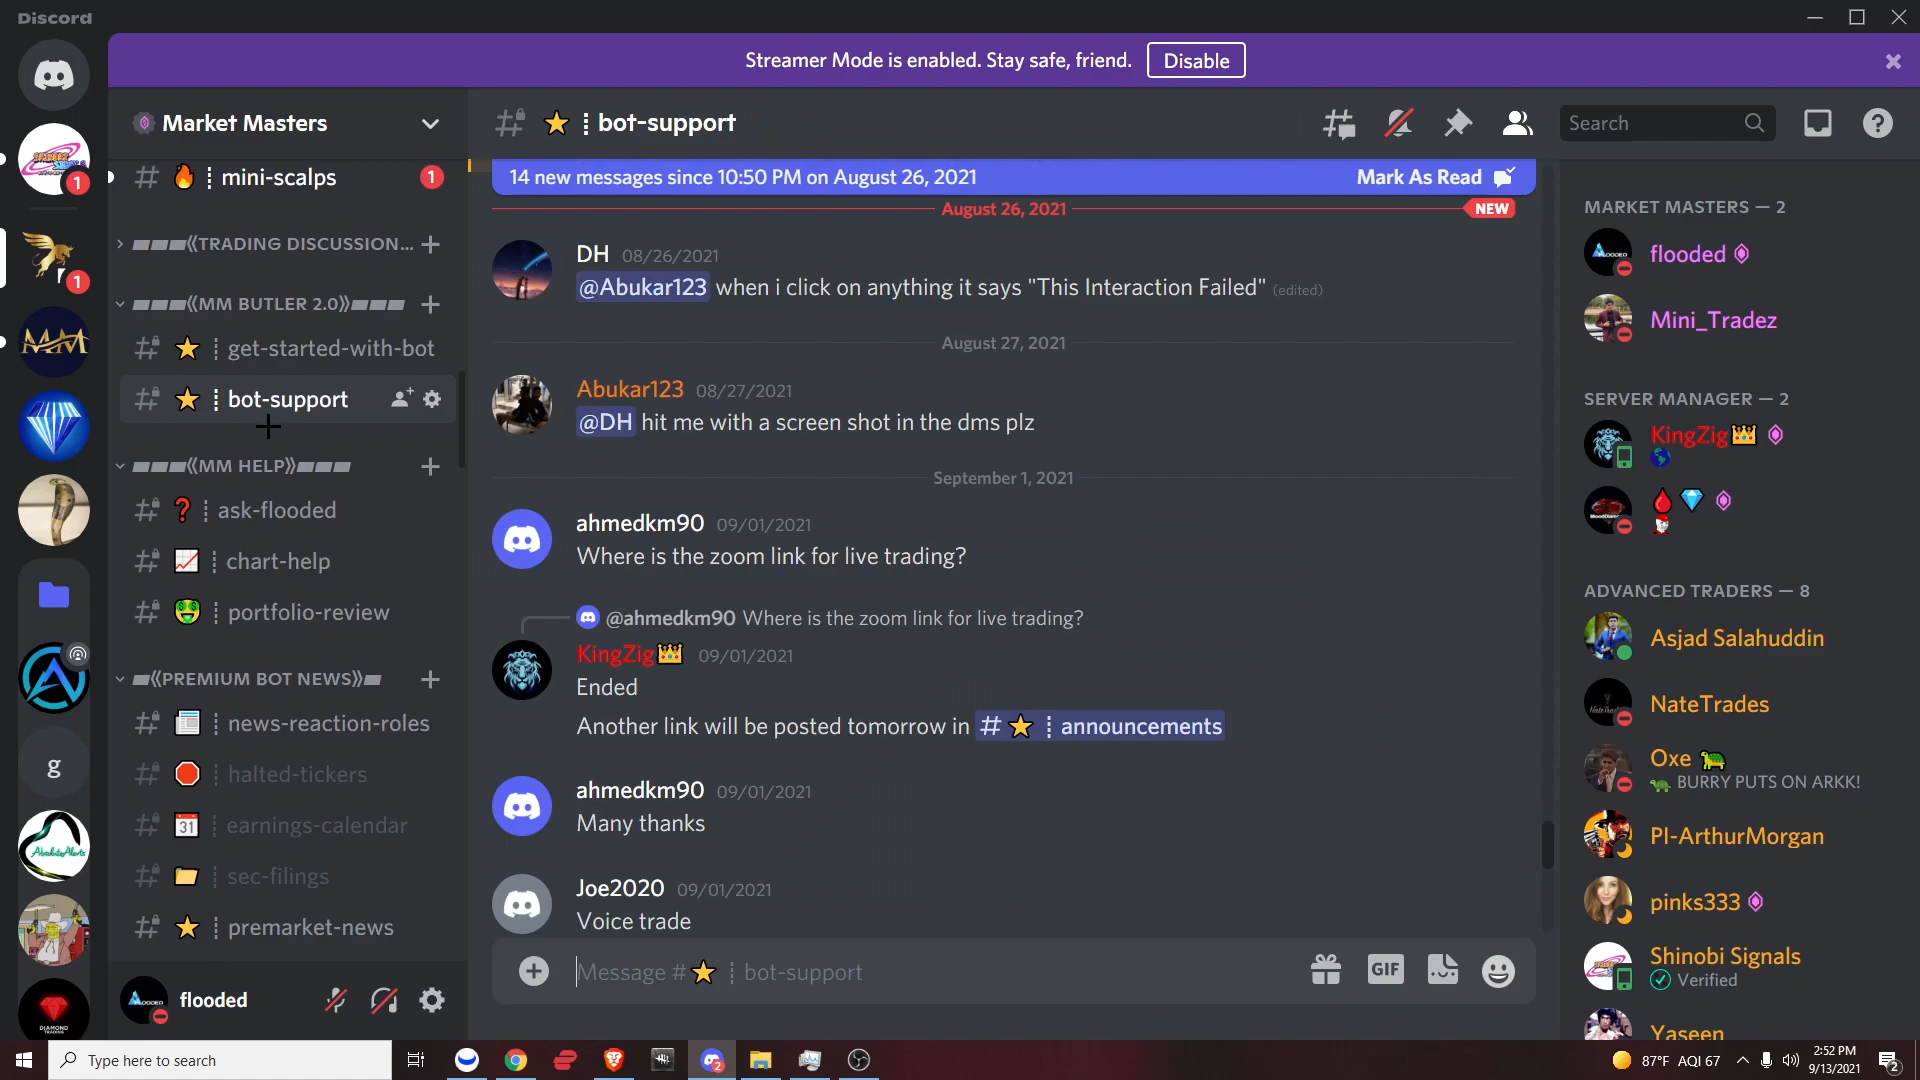 Discord
Streamer Mode is enabled. Stay safe, friend.
Disable
Market Masters
bot-support
Search
mini-scalps
1
《TRADING DISCUSSION...
《MM BUTLER 2.0》
get-started-with-bot
bot-support
《MM HELP》
ask-flooded
chart-help
portfolio-review
《PREMIUM BOT NEWS》
news-reaction-roles
halted-tickers
31
earnings-calendar
sec-filings
premarket-news
1
1
MM
g
AbsoluteAlerts
DIAMOND
TRADING
flooded
14 new messages since 10:50 PM on August 26, 2021
Mark As Read
August 26, 2021
NEW
DH 08/26/2021
@Abukar123 when i click on anything it says "This Interaction Failed" (edited)
August 27, 2021
Abukar123 08/27/2021
@DH hit me with a screen shot in the dms plz
September 1, 2021
ahmedkm90 09/01/2021
Where is the zoom link for live trading?
@ahmedkm90 Where is the zoom link for live trading?
KingZig 09/01/2021
Ended
Another link will be posted tomorrow in # announcements
ahmedkm90 09/01/2021
Many thanks
Joe2020 09/01/2021
Voice trade
Message # bot-support
GIF
MARKET MASTERS — 2
flooded
Mini_Tradez
SERVER MANAGER — 2
KingZig
ADVANCED TRADERS — 8
Asjad Salahuddin
NateTrades
Oxe
BURRY PUTS ON ARKK!
PI-ArthurMorgan
pinks333
Shinobi Signals
Verified
Yaseen
Type here to search
2
87°F AQI 67
2:52 PM
9/13/2021
2